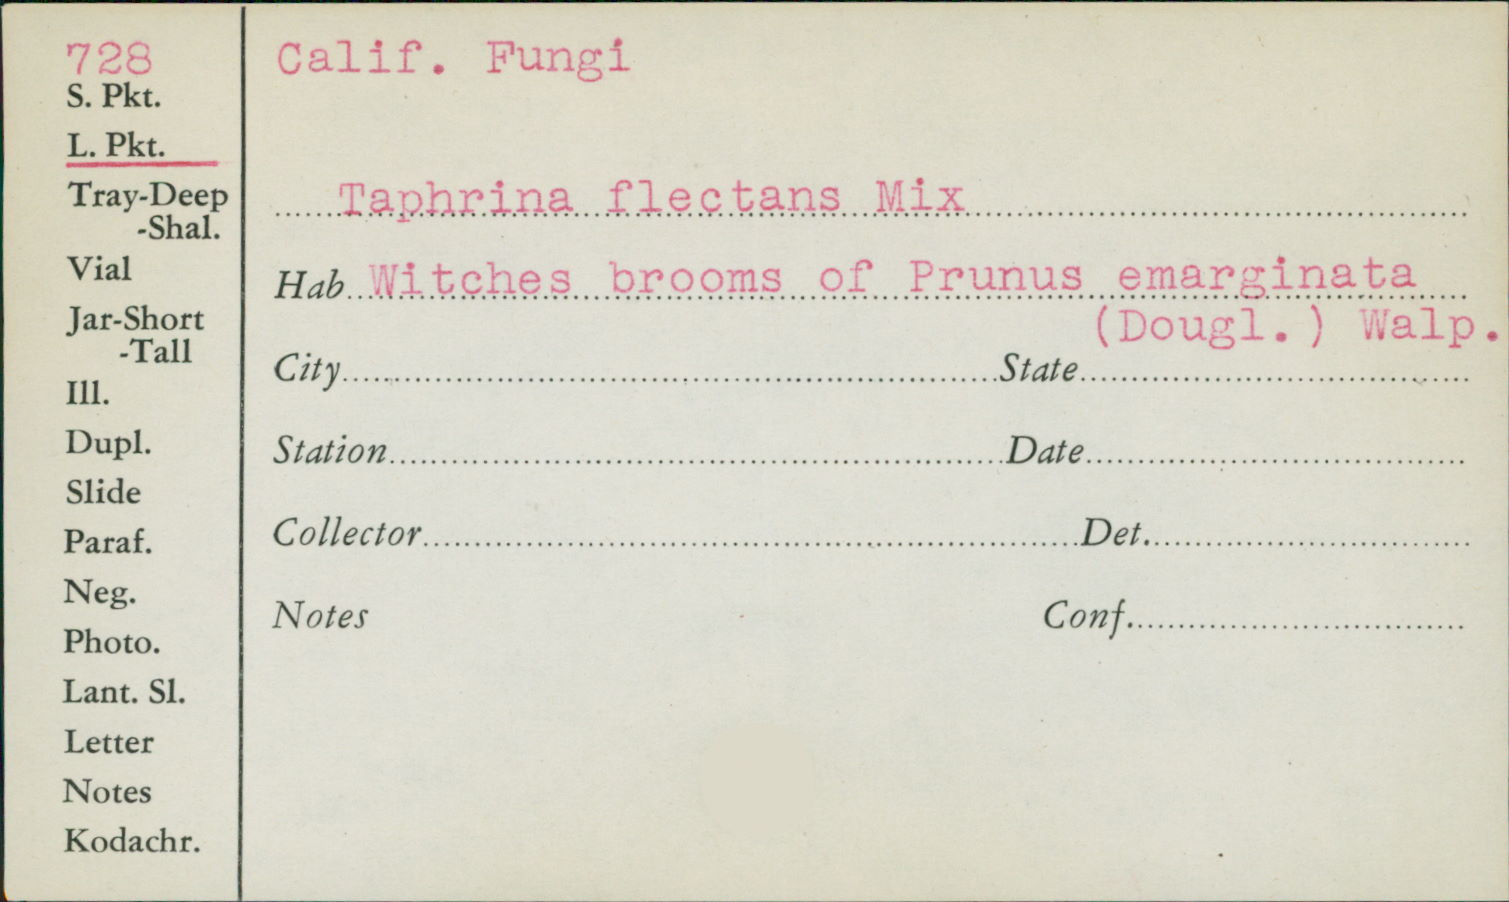 728
S. Pkt.
L. Pkt.
Tray-Deep
-Shal.
Vial
Jar-Short
-Tall
Ill.
Dupl.
Slide
Paraf.
Neg.
Photo.
Lant. Sl.
Letter
Notes
Kodachr.
Calif. Fungi
Taphrina flectans Mix
Hab Witches brooms of Prunus emarginata
(Dougl.) Walp.
City State
Station Date
Collector Det.
Notes Conf.